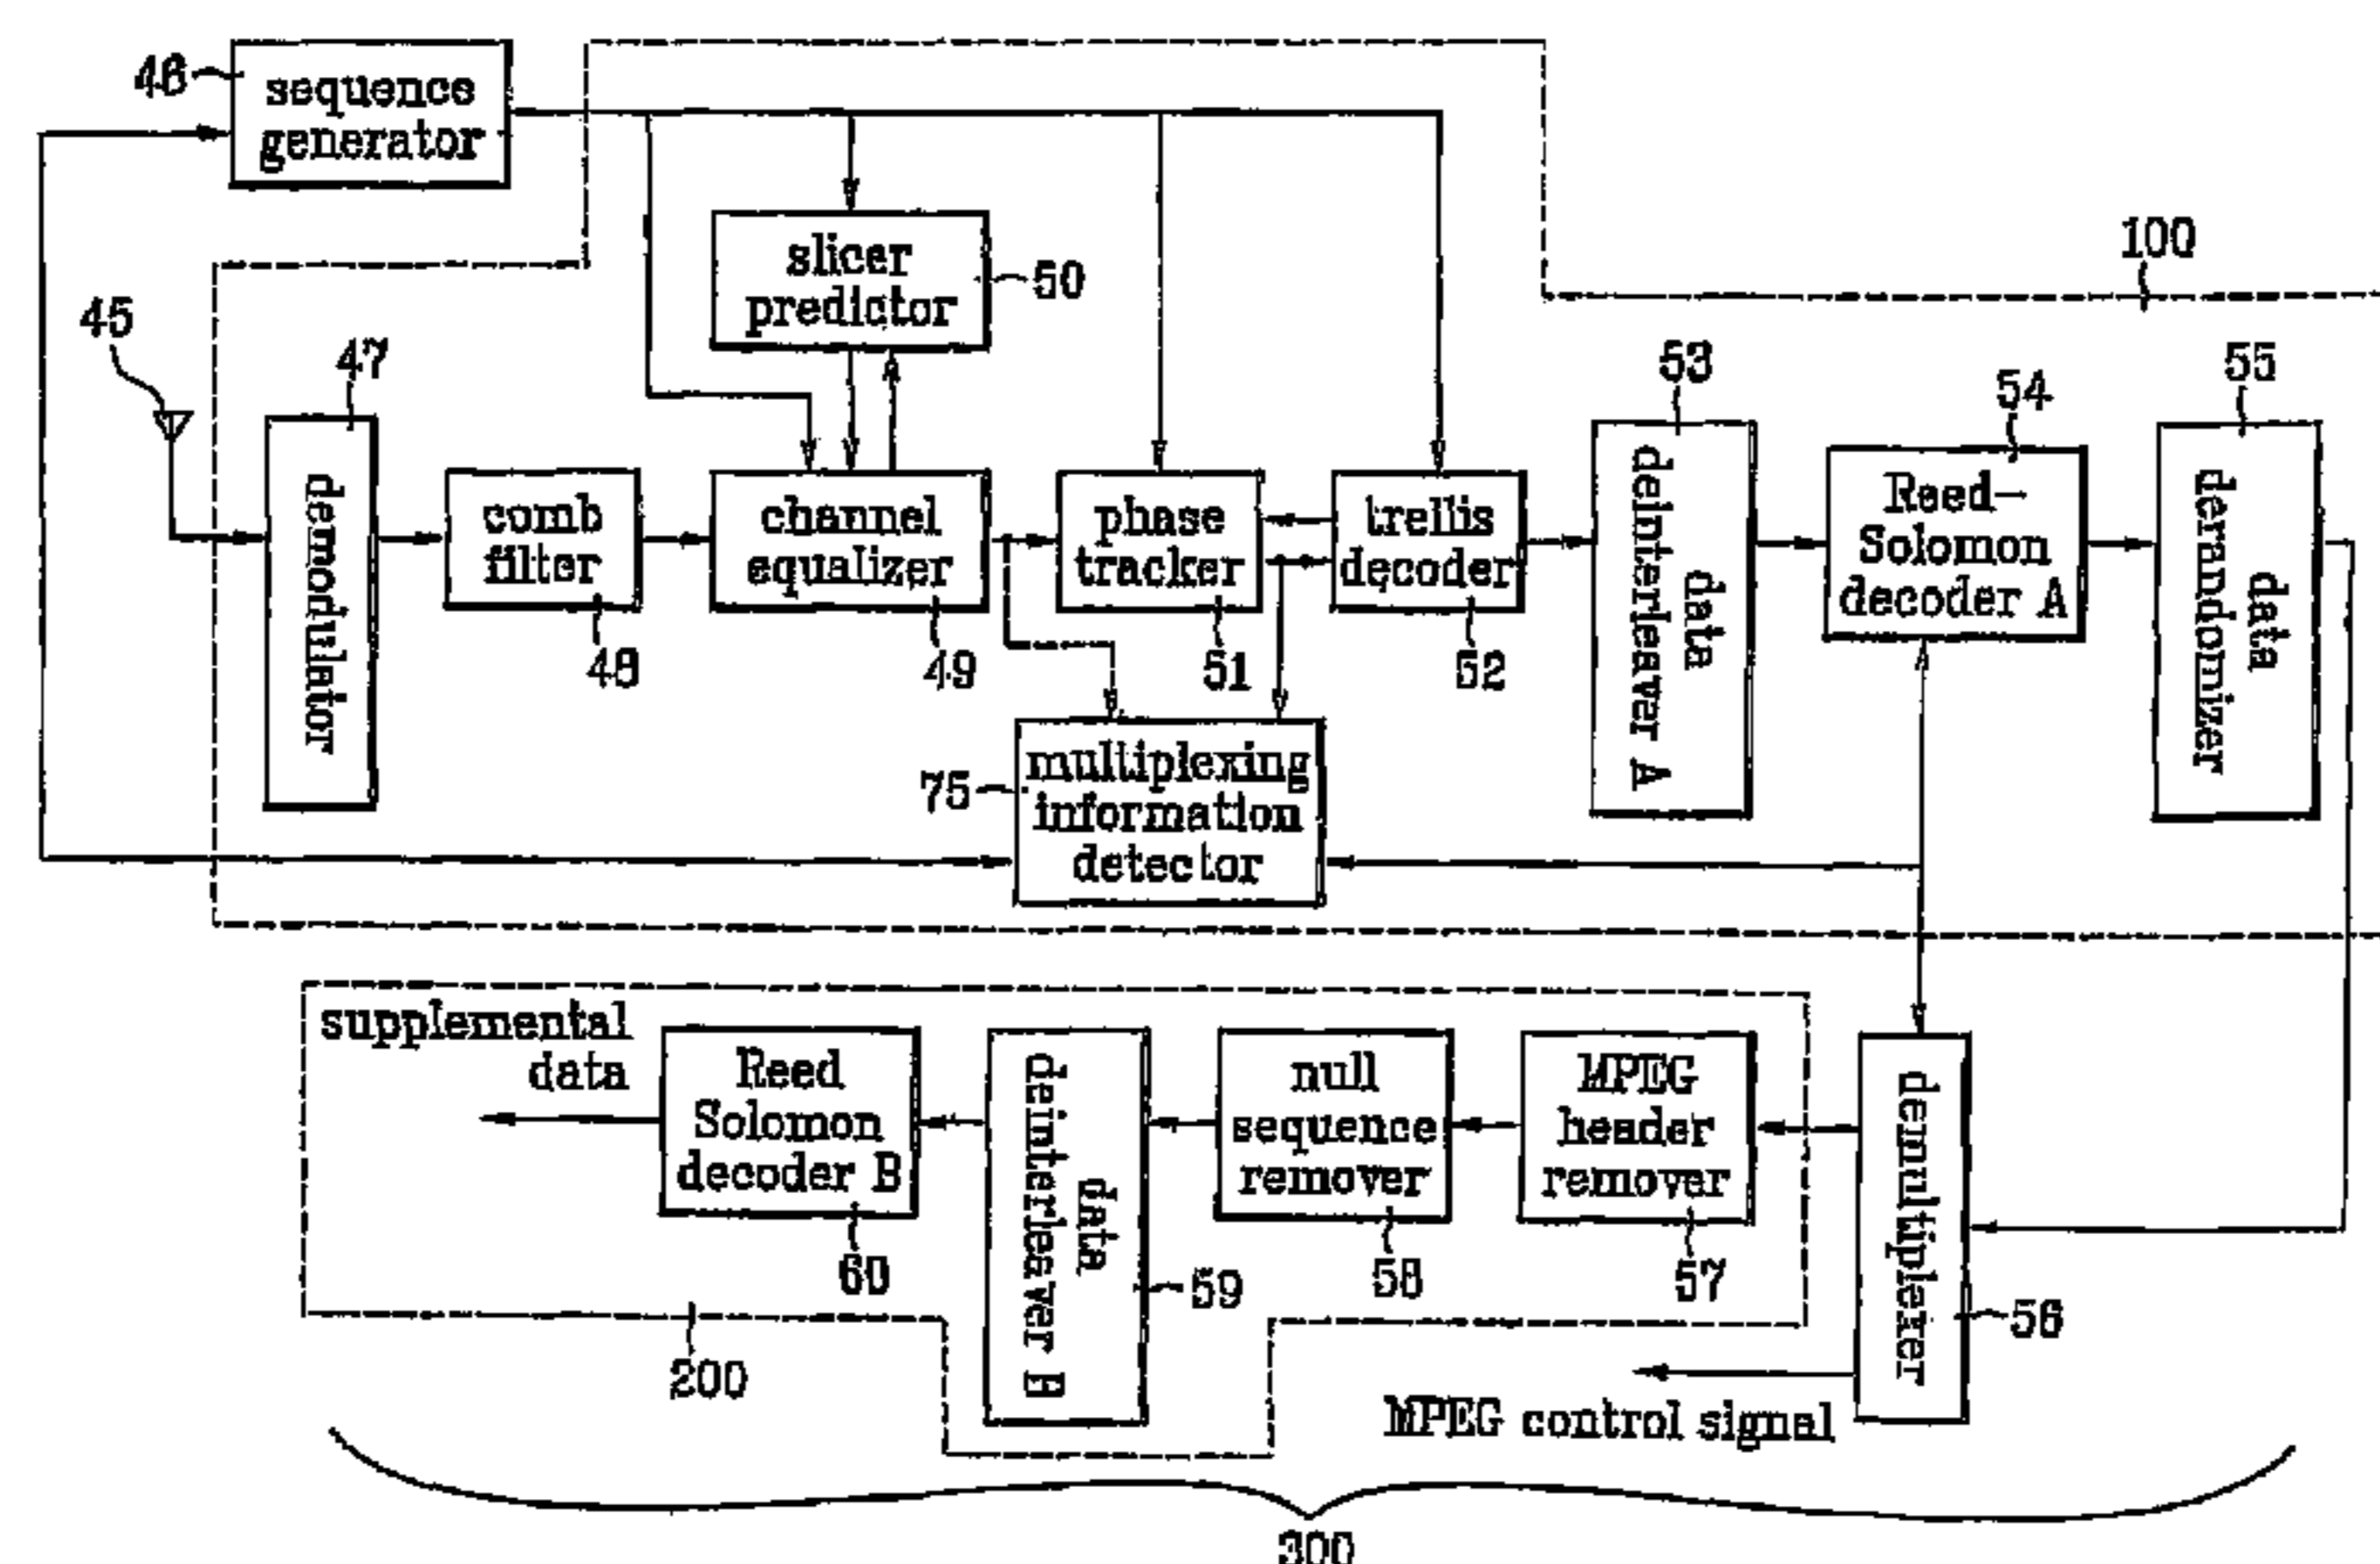 46
sequence
generator
100
slicer
predictor
50
45
47
53
54
55
demodulator
comb
filter
48
channel
equalizer
49
phase
tracker
51
trellis
decoder
52
data
deinterleaver A
Reed-
Solomon
decoder A
data
derandomizer
75
multiplexing
information
detector
supplemental
data
Reed
Solomon
decoder B
60
data
deinterleaver B
59
null
sequence
remover
58
MPEG
header
remover
57
demultiplexer
56
200
MPEG control signal
300